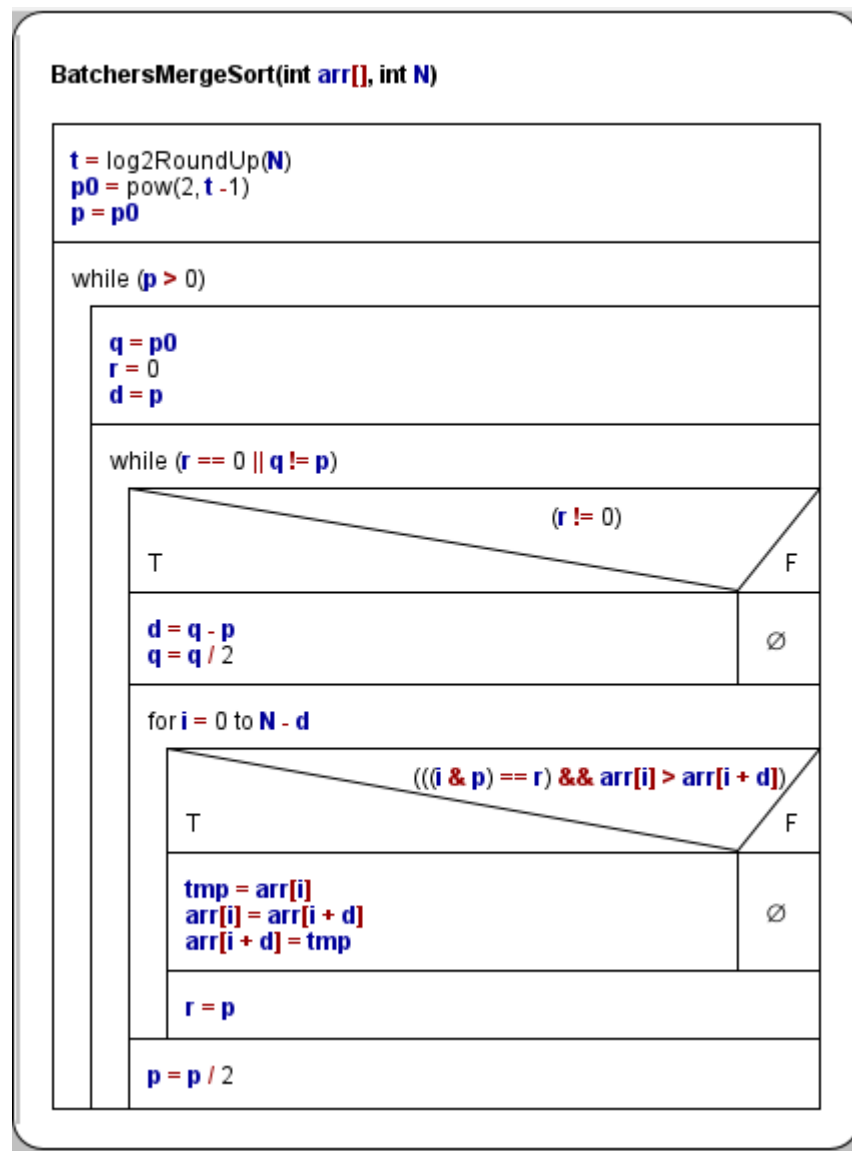 BatchersMergeSort(int arr[], int N)
t = log2RoundUp(N)
p0 = pow(2, t -1)
p = p0
while (p > 0)
q = p0
r = 0
d = p
while (r == 0 || q != p)
(r != 0)
T F
d = q - p
q = q / 2
∅
for i = 0 to N - d
(((i & p) == r) && arr[i] > arr[i + d])
T F
tmp = arr[i]
arr[i] = arr[i + d]
arr[i + d] = tmp
∅
r = p
p = p / 2